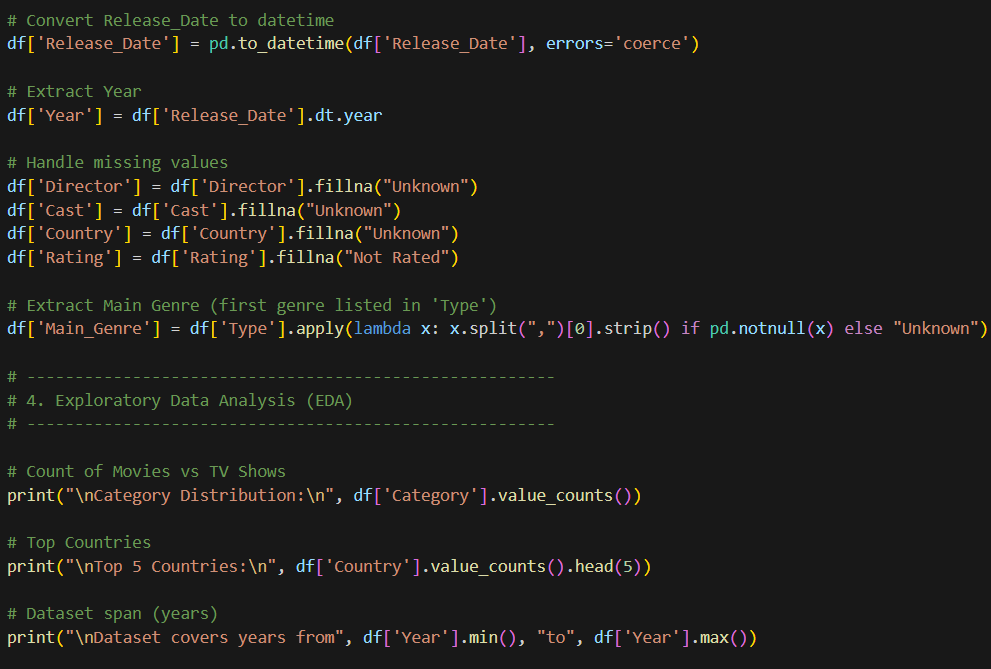 # Convert Release_Date to datetime
df['Release_Date'] = pd.to_datetime(df['Release_Date'], errors='coerce')
# Extract Year
df['Year'] = df['Release_Date'].dt.year
# Handle missing values
df['Director'] = df['Director'].fillna("Unknown")
df['Cast'] = df['Cast'].fillna("Unknown")
df['Country'] = df['Country'].fillna("Unknown")
df['Rating'] = df['Rating'].fillna("Not Rated")
# Extract Main Genre (first genre listed in 'Type')
df['Main_Genre'] = df['Type'].apply(lambda x: x.split(",")[0].strip() if pd.notnull(x) else "Unknown")
# -------------------------------------------------------
# 4. Exploratory Data Analysis (EDA)
# -------------------------------------------------------
# Count of Movies vs TV Shows
print("\nCategory Distribution:\n", df['Category'].value_counts())
# Top Countries
print("\nTop 5 Countries:\n", df['Country'].value_counts().head(5))
# Dataset span (years)
print("\nDataset covers years from", df['Year'].min(), "to", df['Year'].max())